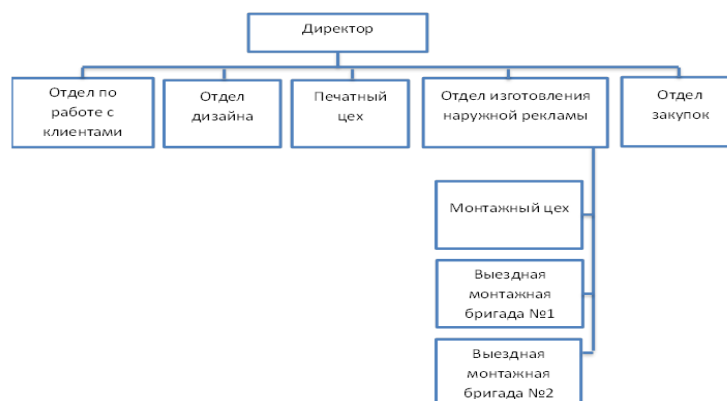 Директор
Отдел по
работе с
клиентами
Отдел
дизайна
Печатный
цех
Отдел изготовления
наружной рекламы
Отдел
закупок
Монтажный цех
Выездная
монтажная
бригада №1
Выездная
монтажная
бригада №2